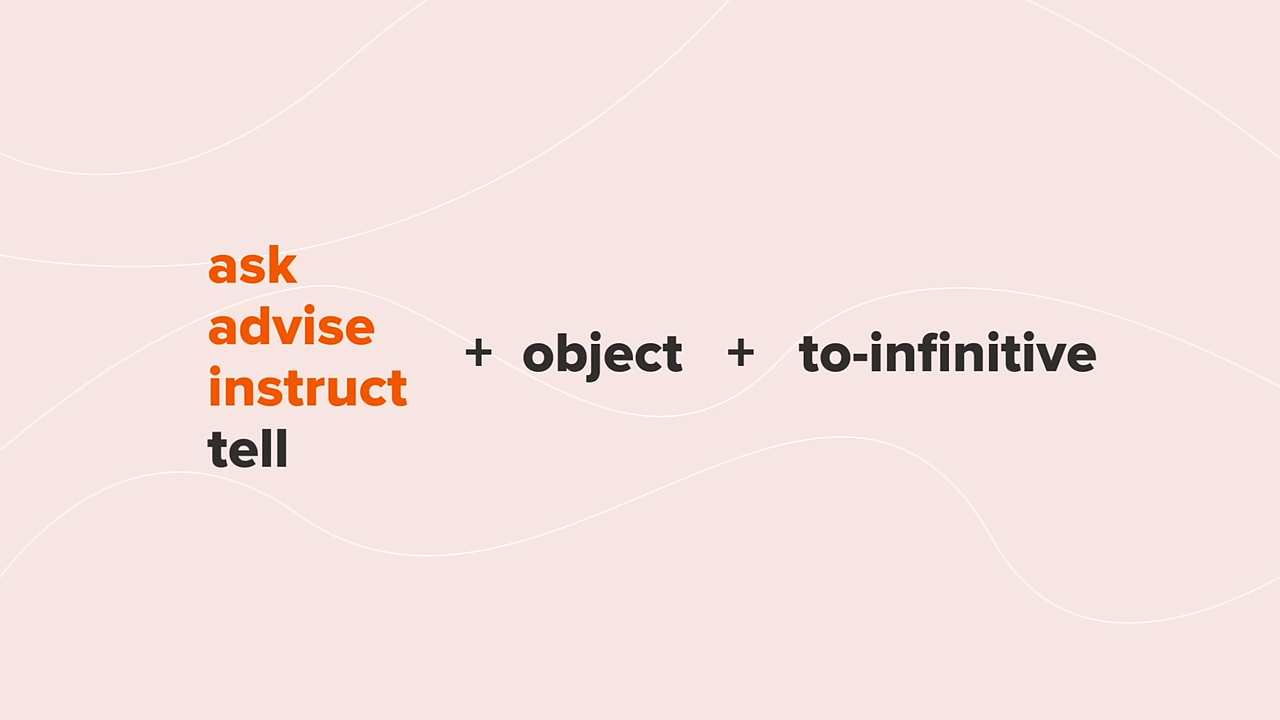 ask
advise
instruct
tell
+ object + to-infinitive